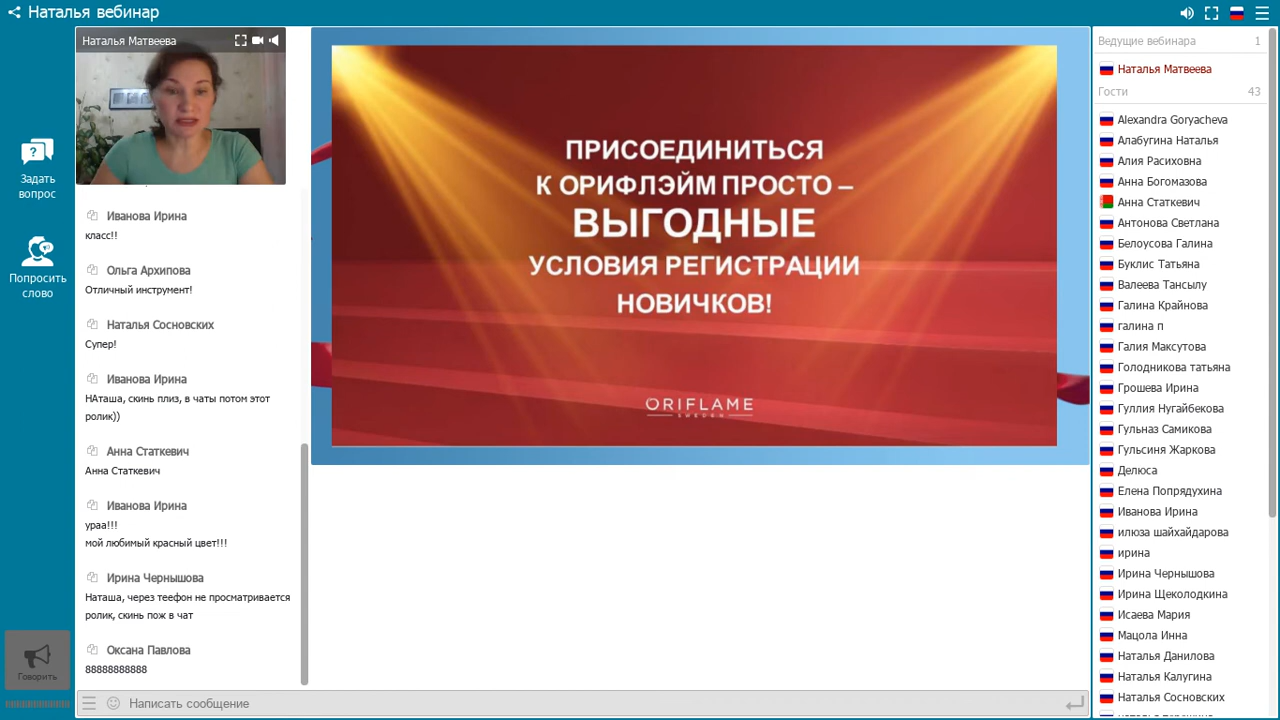 Наталья вебинар
Наталья Матвеева
Задать
вопрос
Попросить
слово
Говорить
Иванова Ирина
класс!!
Ольга Архипова
Отличный инструмент!
Наталья Сосновских
Супер!
Иванова Ирина
НАташа, скинь плиз, в чаты потом этот
ролик))
Анна Статкевич
Анна Статкевич
Иванова Ирина
ураа!!!
мой любимый красный цвет!!!
Ирина Чернышова
Наташа, через теефон не просматривается
ролик, скинь пож в чат
Оксана Павлова
88888888888
Написать сообщение
ПРИСОЕДИНИТЬСЯ
К ОРИФЛЭЙМ ПРОСТО –
ВЫГОДНЫЕ
УСЛОВИЯ РЕГИСТРАЦИИ
НОВИЧКОВ!
ORIFLAME
SWEDEN
Ведущие вебинара 1
Наталья Матвеева
Гости 43
Alexandra Goryacheva
Алабугина Наталья
Алия Расиховна
Анна Богомазова
Анна Статкевич
Антонова Светлана
Белоусова Галина
Буклис Татьяна
Валеева Тансылу
Галина Крайнова
галина п
Галия Максутова
Голодникова татьяна
Грошева Ирина
Гулпия Нугайбекова
Гульназ Самикова
Гульсиня Жаркова
Делюса
Елена Попрядухина
Иванова Ирина
илюза шайхайдарова
ирина
Ирина Чернышова
Ирина Щеколодкина
Исаева Мария
Мацола Инна
Наталья Данилова
Наталья Калугина
Наталья Сосновских